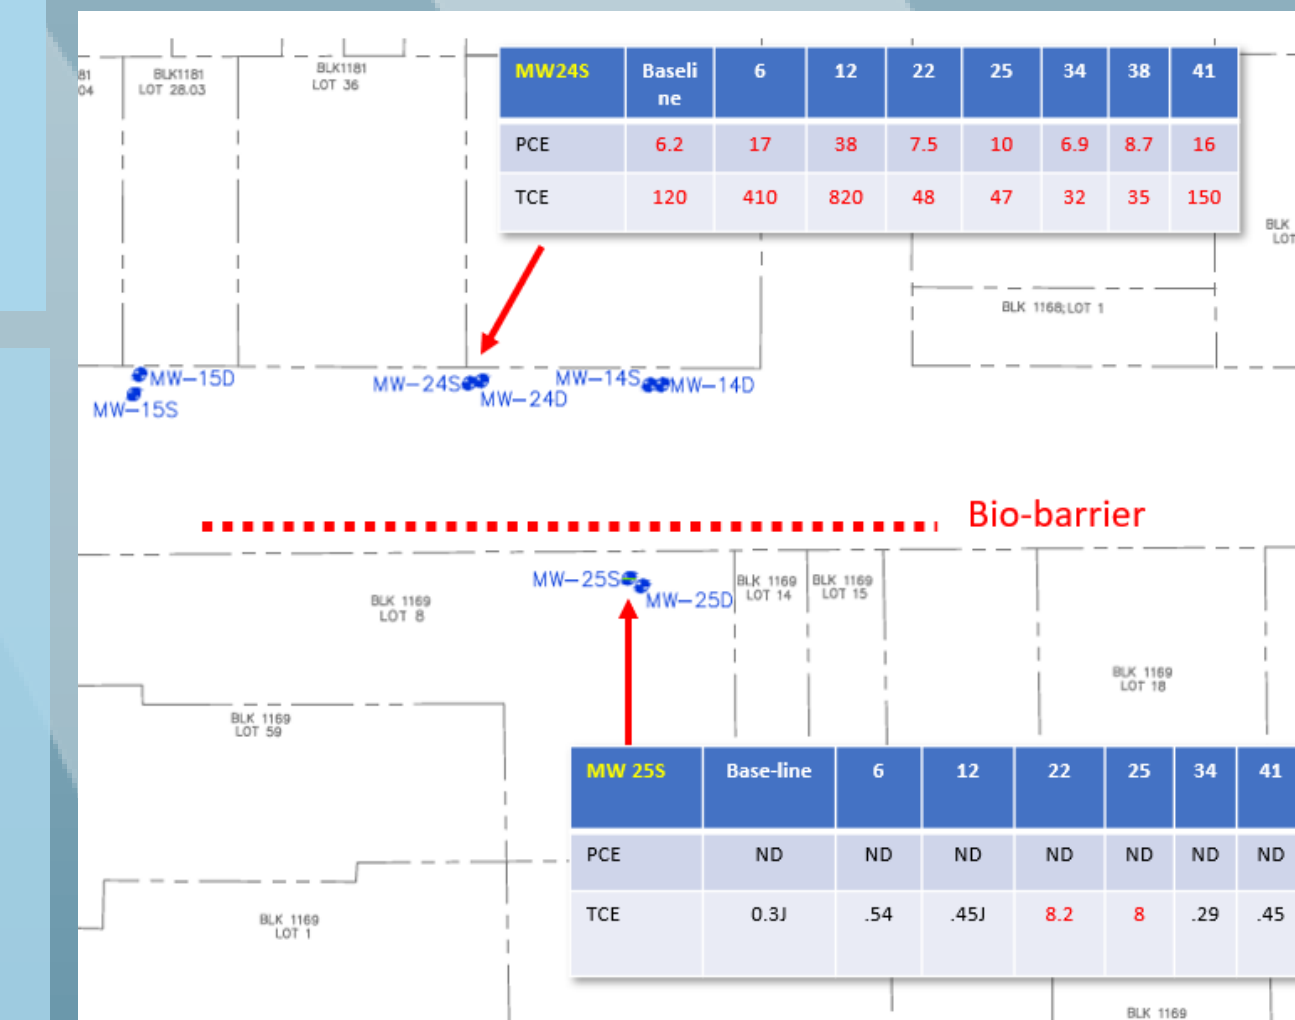 81
04
BLK1181
LOT 28.03
BLK1181
LOT 36
MW24S Baseli
ne 6 12 22 25 34 38 41
PCE 6.2 17 38 7.5 10 6.9 8.7 16
TCE 120 410 820 48 47 32 35 150
BLK
LOT
BLK 1168, LOT 1
MW-15D
MW-15S
MW-24S
MW-24D
MW-14S
MW-14D
Bio-barrier
MW-25S
MW-25D
BLK 1169
LOT 14
BLK 1169
LOT 15
BLK 1169
LOT 8
BLK 1169
LOT 18
BLK 1169
LOT 59
MW 25S Base-line 6 12 22 25 34 41
PCE ND ND ND ND ND ND ND
TCE 0.3J .54 .45J 8.2 8 .29 .45
BLK 1169
LOT 1
BLK 1169